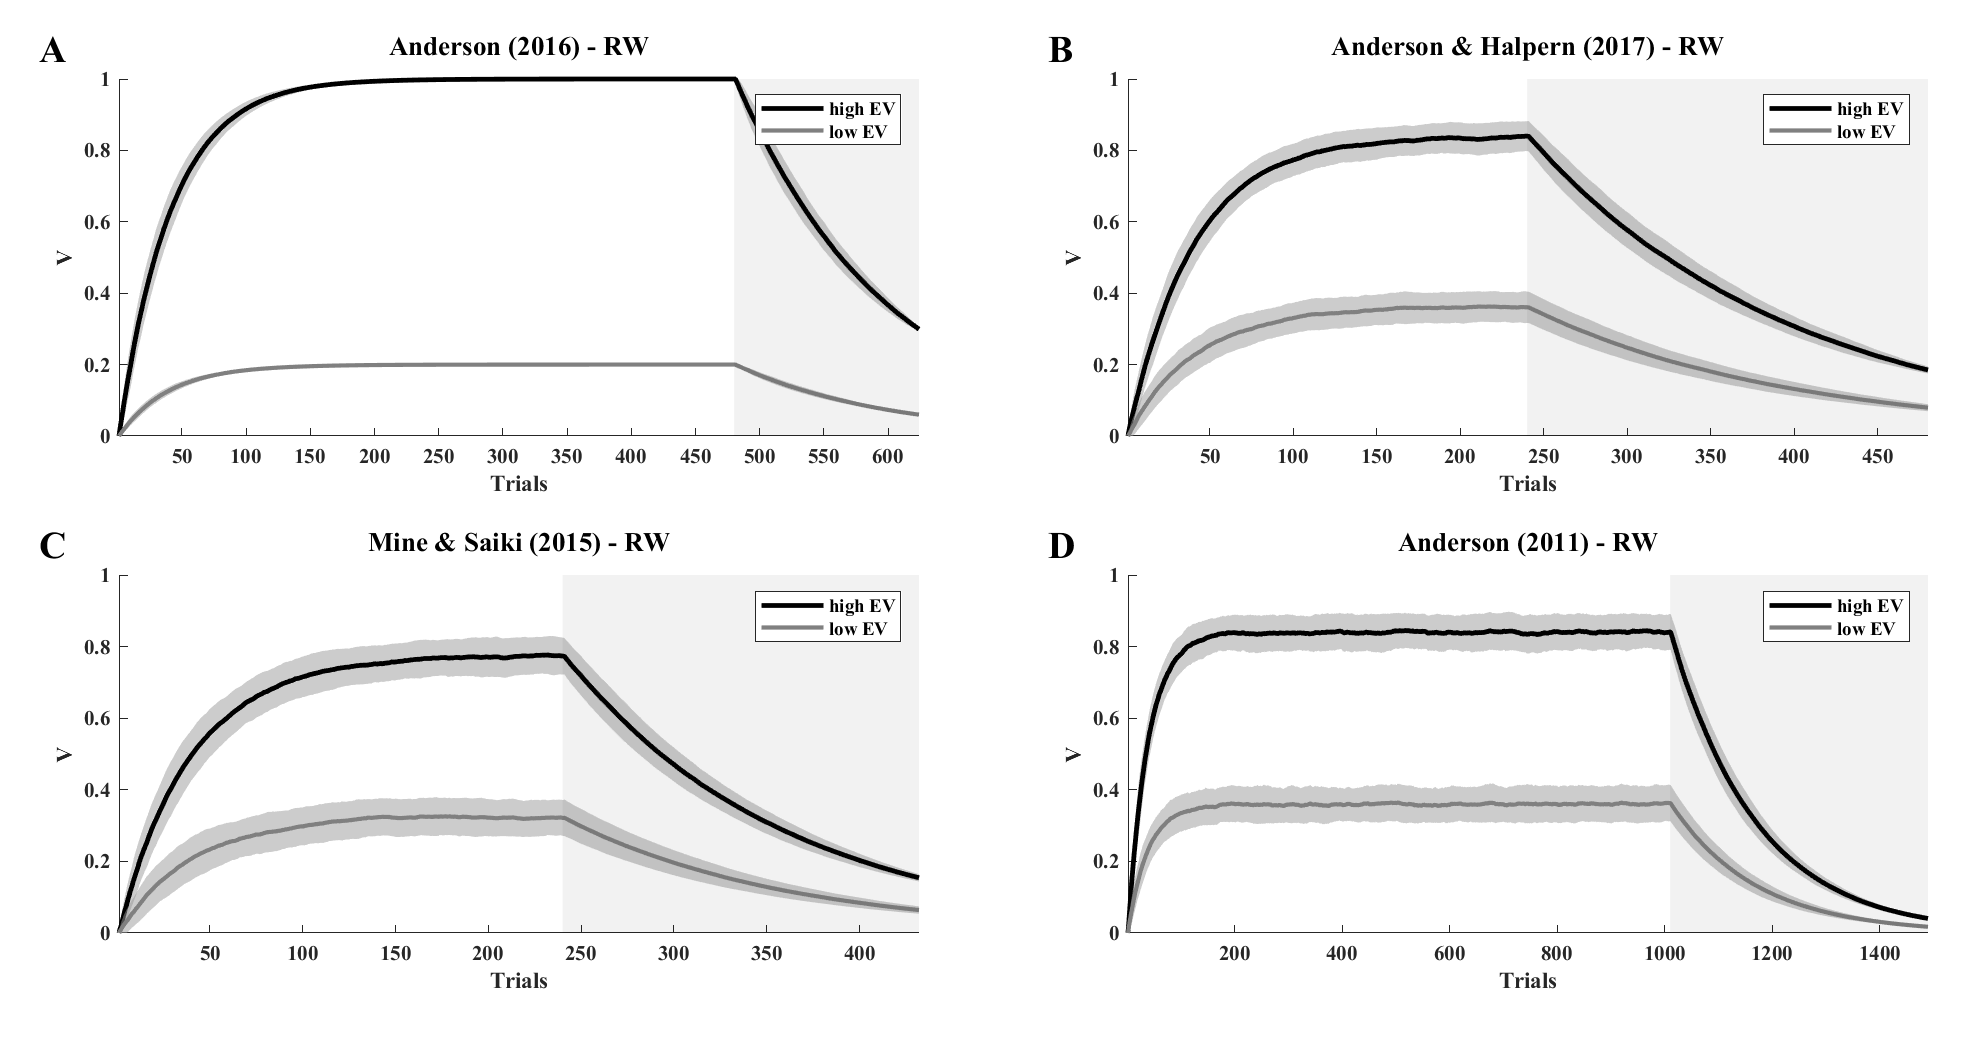 A
Anderson (2016) - RW
1
0.8
0.6
0.4
0.2
0
V
high EV
low EV
50 100 150 200 250 300 350 400 450 500 550 600
Trials
B
Anderson & Halpern (2017) - RW
1
0.8
0.6
0.4
0.2
0
V
high EV
low EV
50 100 150 200 250 300 350 400 450
Trials
C
Mine & Saiki (2015) - RW
1
0.8
0.6
0.4
0.2
0
V
high EV
low EV
50 100 150 200 250 300 350 400
Trials
D
Anderson (2011) - RW
1
0.8
0.6
0.4
0.2
0
V
high EV
low EV
200 400 600 800 1000 1200 1400
Trials